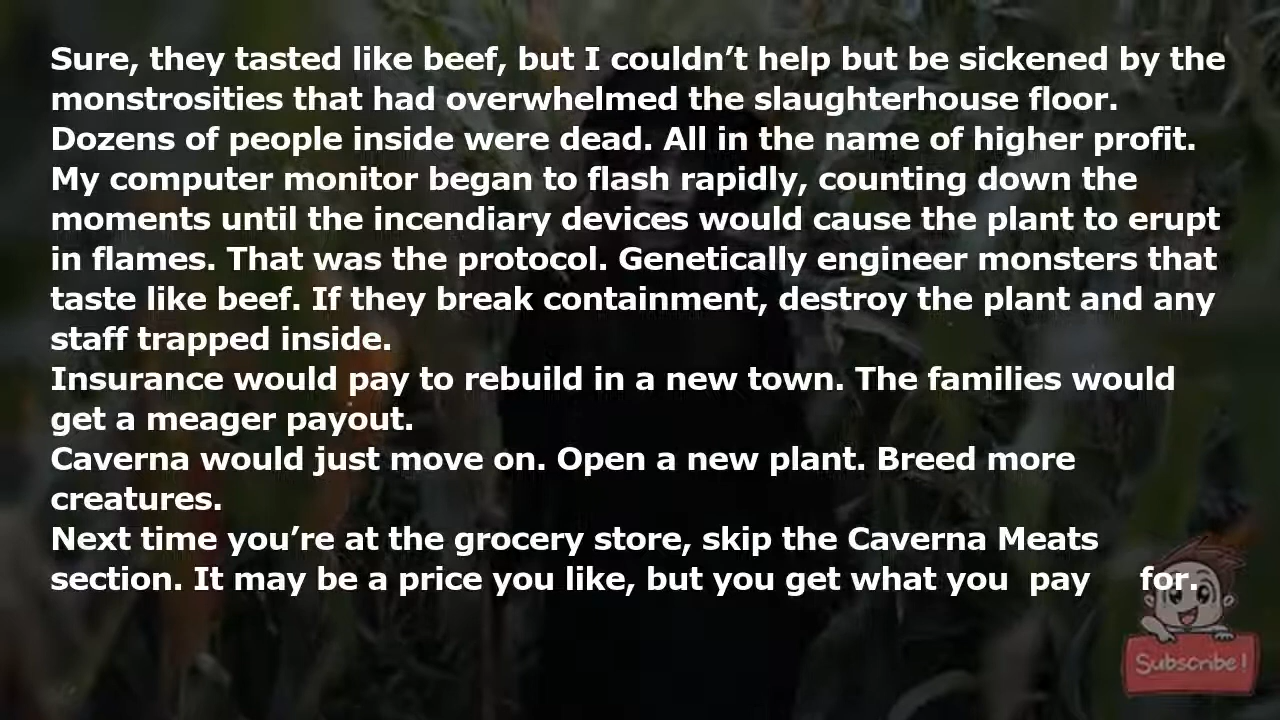 Sure, they tasted like beef, but I couldn’t help but be sickened by the
monstrosities that had overwhelmed the slaughterhouse floor.
Dozens of people inside were dead. All in the name of higher profit.
My computer monitor began to flash rapidly, counting down the
moments until the incendiary devices would cause the plant to erupt
in flames. That was the protocol. Genetically engineer monsters that
taste like beef. If they break containment, destroy the plant and any
staff trapped inside.
Insurance would pay to rebuild in a new town. The families would
get a meager payout.
Caverna would just move on. Open a new plant. Breed more
creatures.
Next time you’re at the grocery store, skip the Caverna Meats
section. It may be a price you like, but you get what you pay for.
Subscribe!